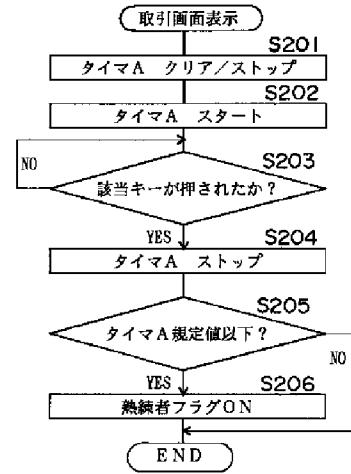 取引画面表示
S201
タイマA クリア/ストップ
S202
タイマA スタート
S203
NO
該当キーが押されたか?
YES
S204
タイマA ストップ
S205
タイマA規定値以下?
NO
YES
S206
熟練者フラグON
END